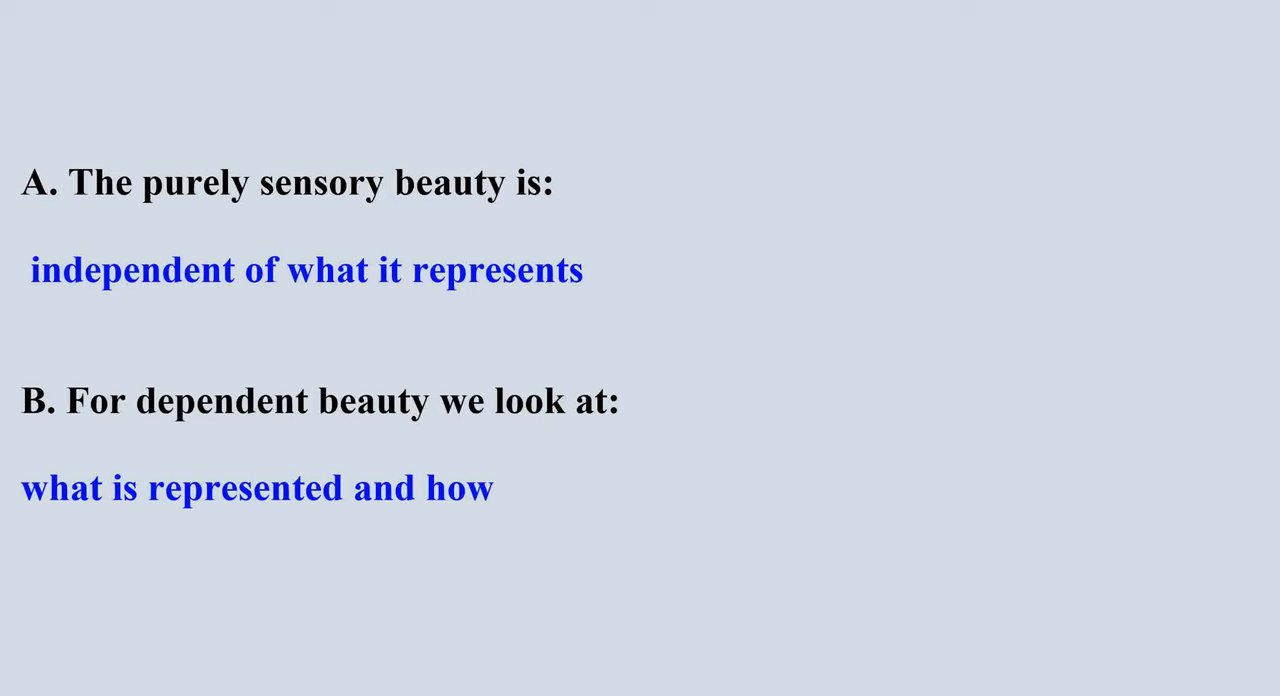 A. The purely sensory beauty is:
independent of what it represents
B. For dependent beauty we look at:
what is represented and how